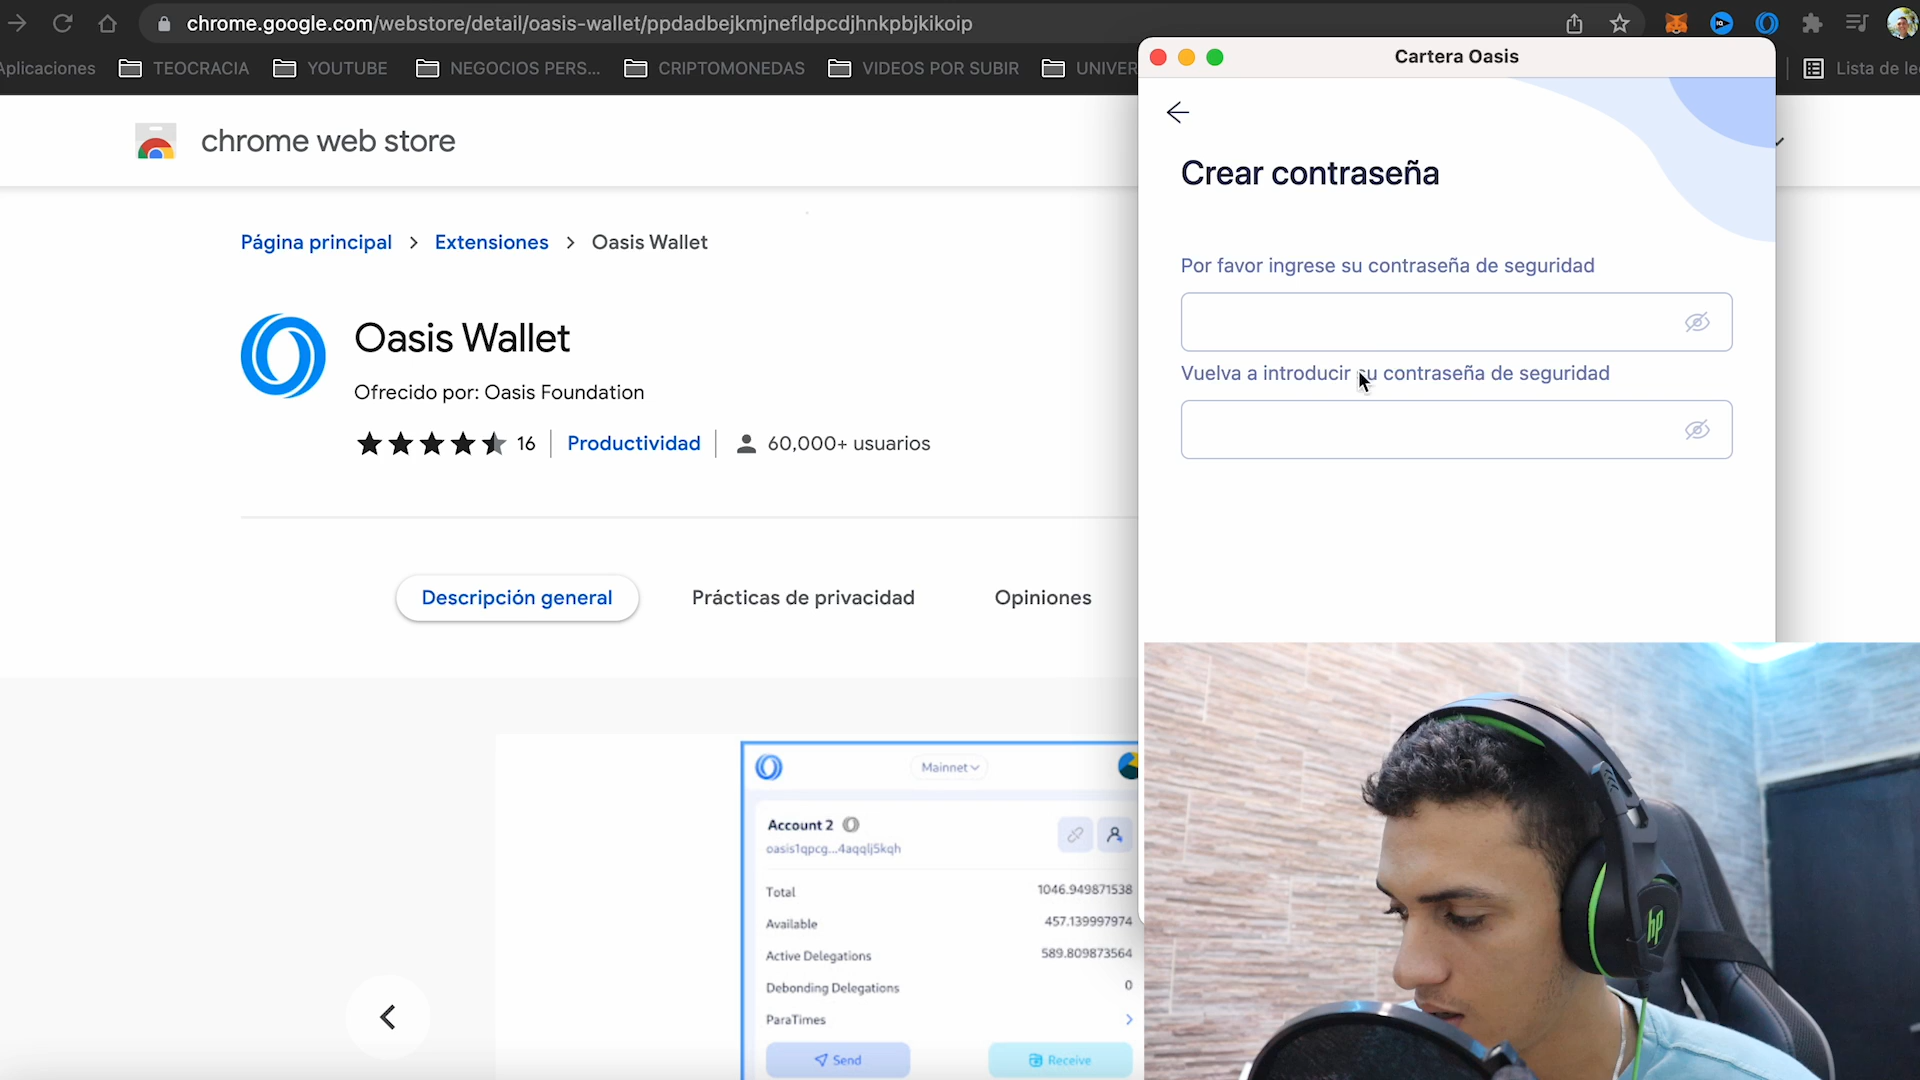 chrome.google.com/webstore/detail/oasis-wallet/ppdadbejkmjnefldpcdjhnkpbjkikoip
Aplicaciones
TEOCRACIA
YOUTUBE
NEGOCIOS PERS...
CRIPTOMONEDAS
VIDEOS POR SUBIR
UNIVER
Lista de le
Cartera Oasis
chrome web store
Crear contraseña
Página principal > Extensiones > Oasis Wallet
Por favor ingrese su contraseña de seguridad
Oasis Wallet
Vuelva a introducir su contraseña de seguridad
Ofrecido por: Oasis Foundation
16
Productividad
60,000+ usuarios
Descripción general
Prácticas de privacidad
Opiniones
Mainnet
Account 2
oasis1qpcg...4aqqlj5kqh
Total 1046.949871538
Available 457.139997974
Active Delegations 589.809873564
Debonding Delegations 0
ParaTimes
Send
Receive
hp